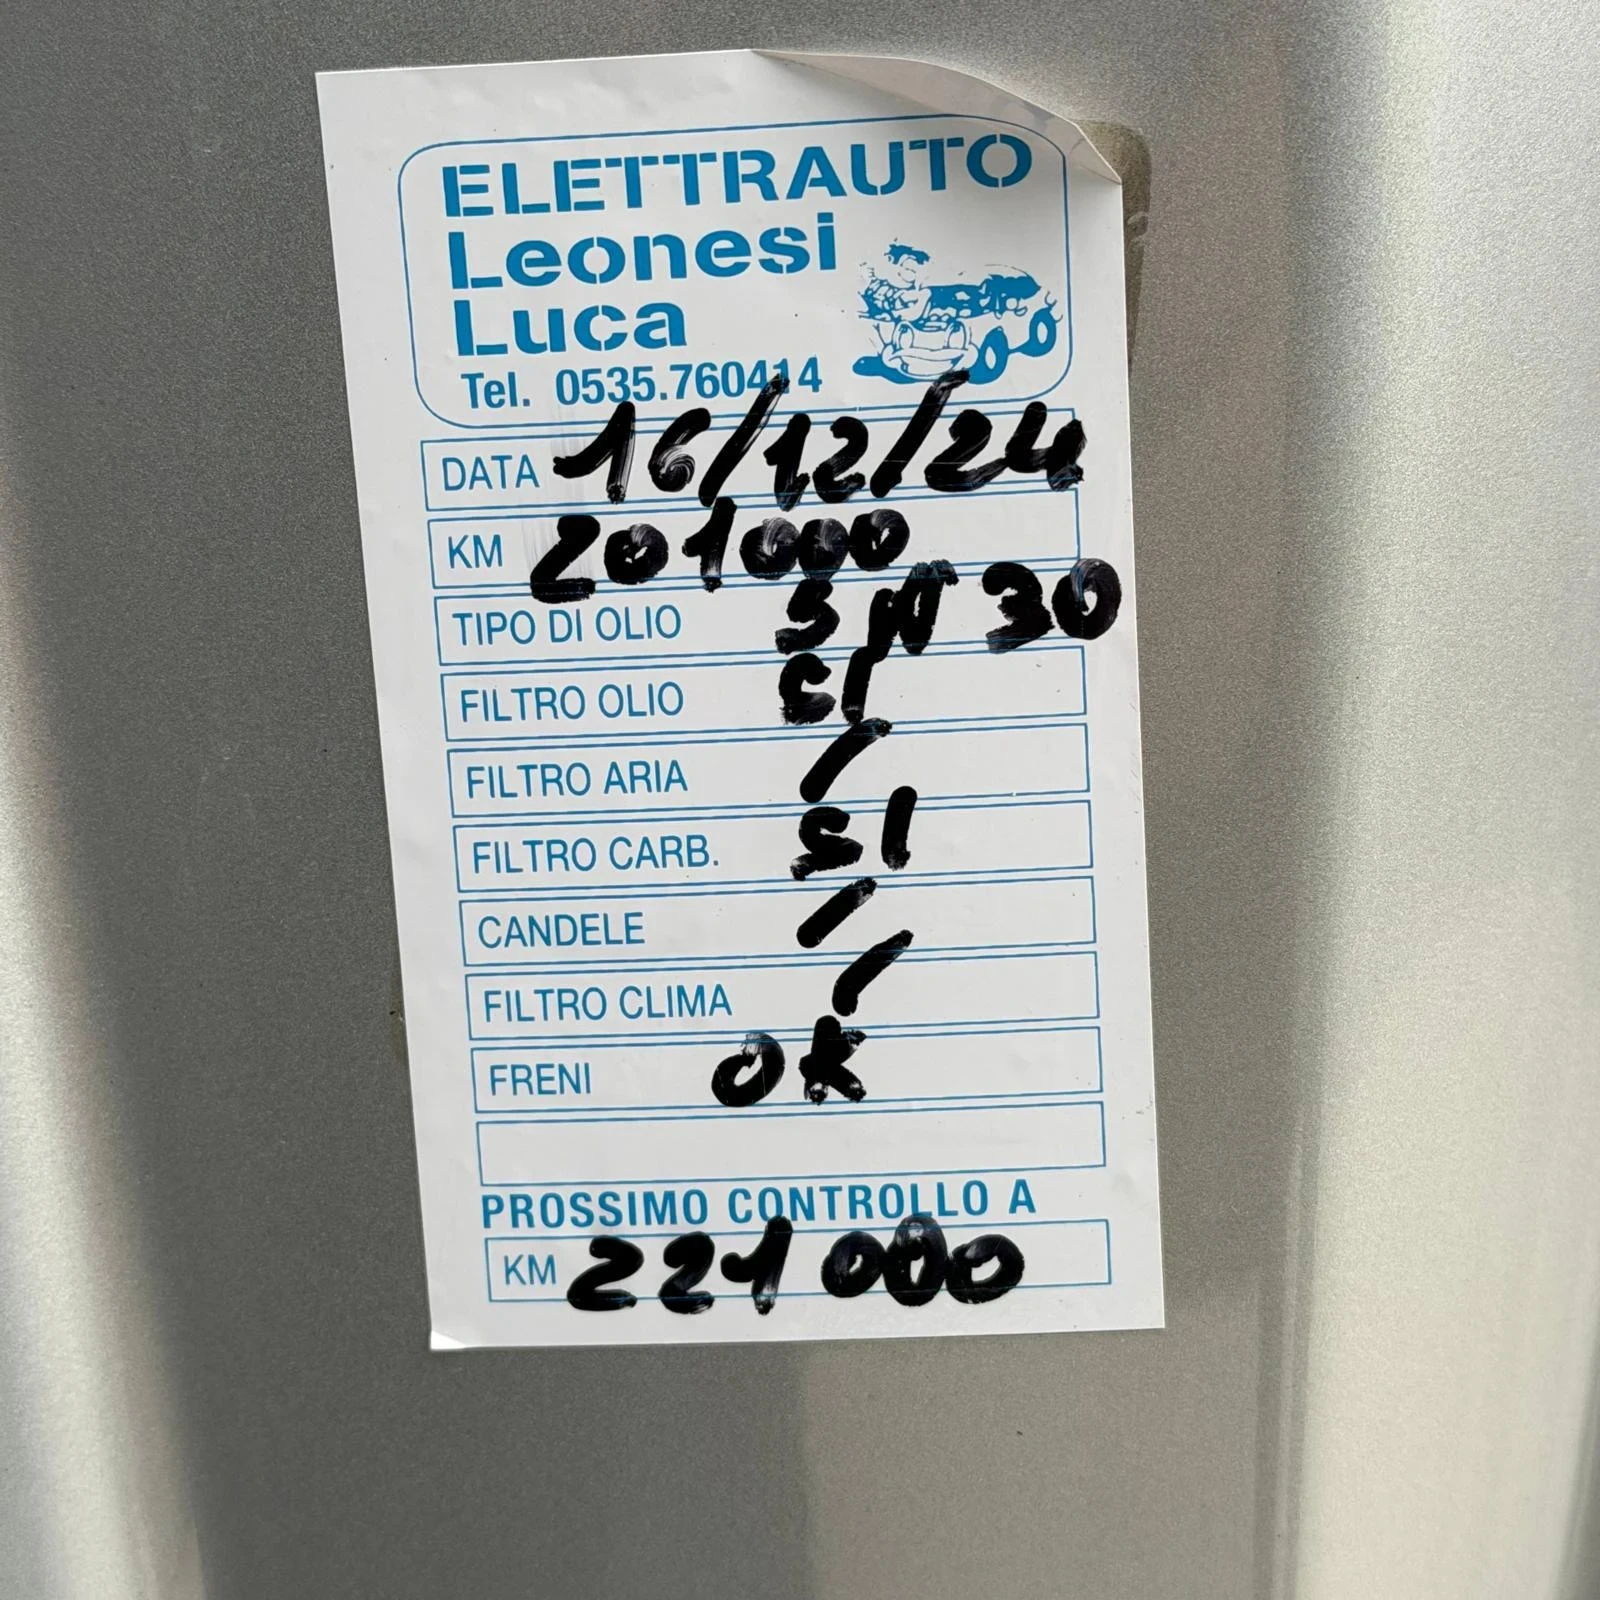 ELETTRAUTO
Leonesi
Luca
Tel. 0535.760414
DATA 16/12/24
KM 201000
TIPO DI OLIO 5W30
FILTRO OLIO SI
FILTRO ARIA /
FILTRO CARB. SI
CANDELE /
FILTRO CLIMA /
FRENI OK
PROSSIMO CONTROLLO A
KM 221000